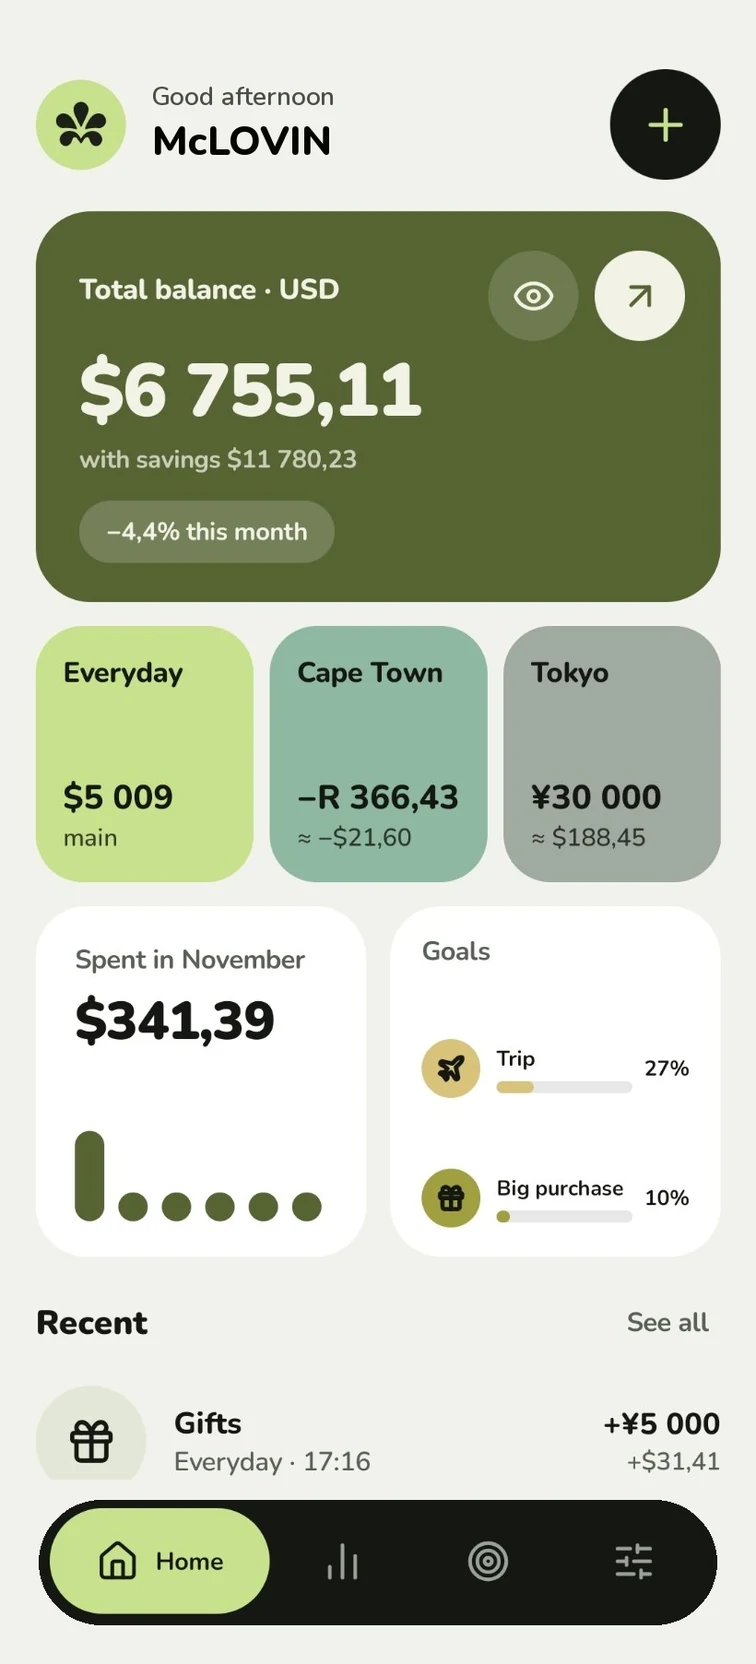 Good afternoon
McLOVIN
Total balance · USD
$6 755,11
with savings $11 780,23
−4,4% this month
Everyday
$5 009
main
Cape Town
−R 366,43
≈ −$21,60
Tokyo
¥30 000
≈ $188,45
Spent in November
$341,39
Goals
Trip
27%
Big purchase
10%
Recent
See all
Gifts
+¥5 000
Everyday · 17:16
+$31,41
Home